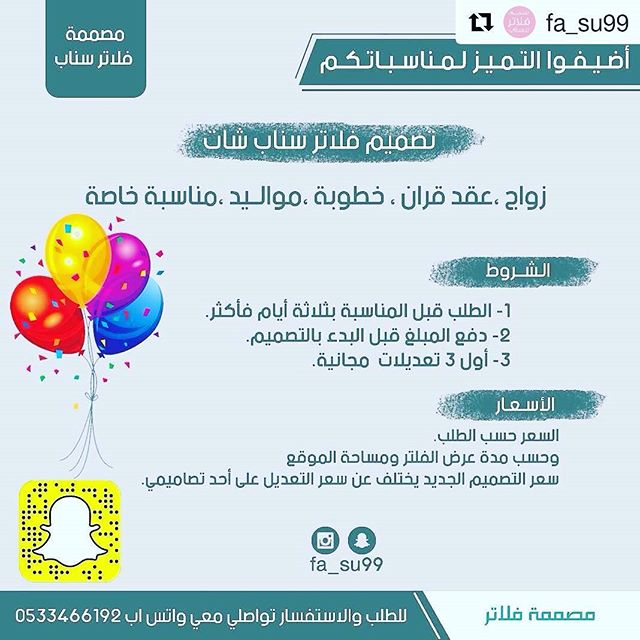 fa_su99
مصممة
فلاتر سناب
أضيفوا التميز لمناسباتكم
تصميم فلاتر سناب شات
زواج ،عقد قران ، خطوبة ،مواليد ،مناسبة خاصة
الشروط
1- الطلب قبل المناسبة بثلاثة أيام فأكثر.
2- دفع المبلغ قبل البدء بالتصميم.
3- أول 3 تعديلات مجانية.
الأسعار
السعر حسب الطلب.
وحسب مدة عرض الفلتر ومساحة الموقع
سعر التصميم الجديد يختلف عن سعر التعديل على أحد تصاميمي.
fa_su99
مصممة فلاتر
للطلب والاستفسار تواصلي معي واتس اب 0533466192